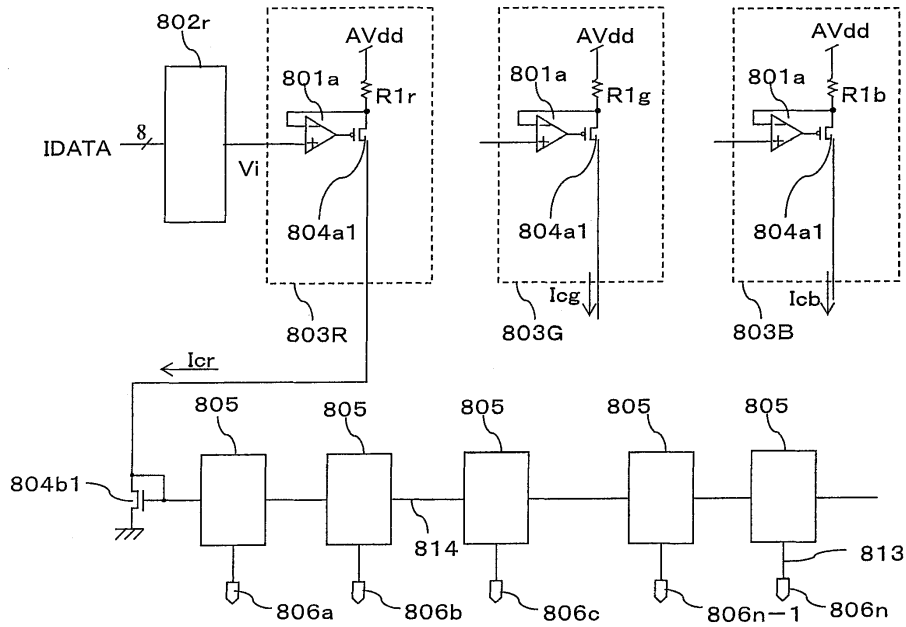 802r
AVdd
801a
R1r
8
IDATA
Vi
804a1
803R
AVdd
801a
R1g
804a1
Icg
803G
AVdd
801a
R1b
804a1
Icb
803B
Icr
805
805
805
805
805
804b1
814
813
806a
806b
806c
806n-1
806n